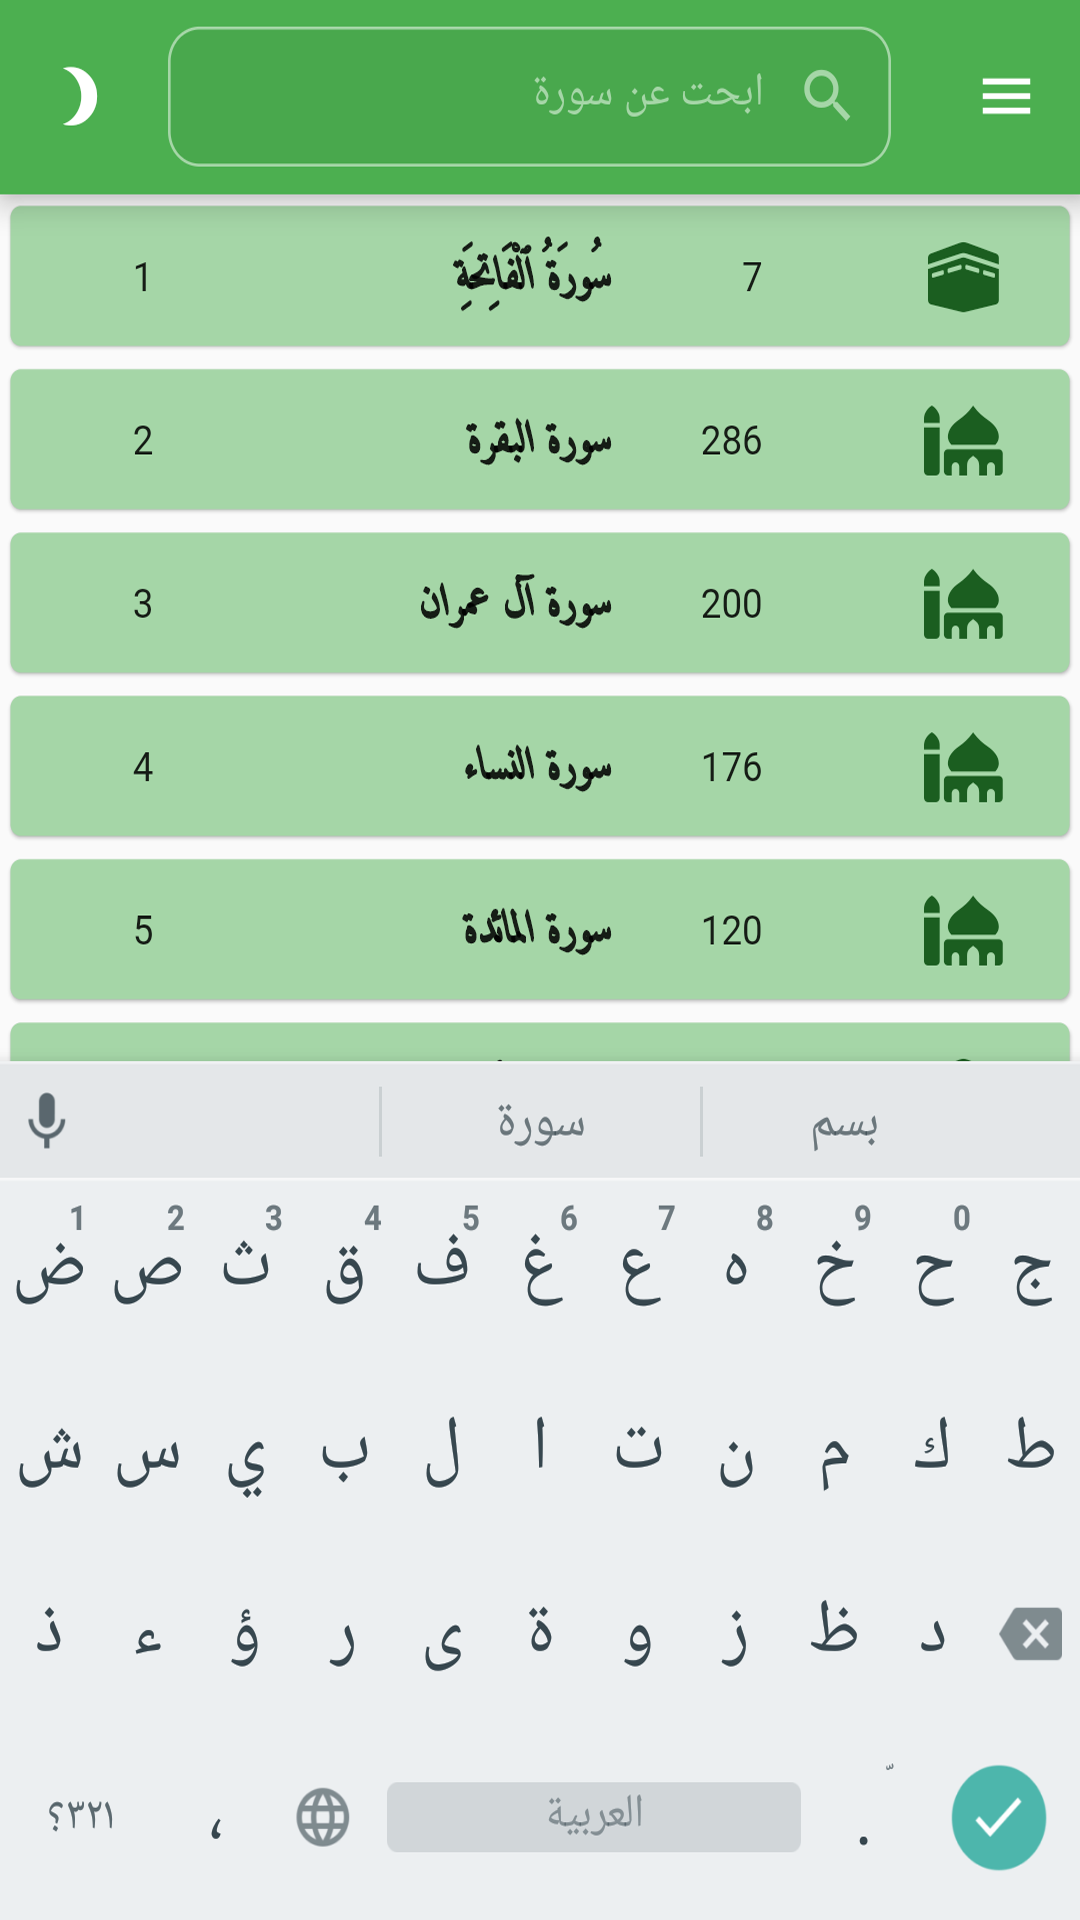 ابحت عن سورة
7 سُورَةُ ٱلْفَاتِحَةِ 1
286 سورة البقرة 2
200 سورة آل عمران 3
176 سورة النساء 4
120 سورة المائدة 5
بسم سورة
1 2 3 4 5 6 7 8 9 0
ض ص ث ق ف غ ع ه خ ح ج
ش س ي ب ل ا ت ن م ك ط
ذ ء ؤ ر ى ة و ز ظ د
؟٣٢١ ، العربية .